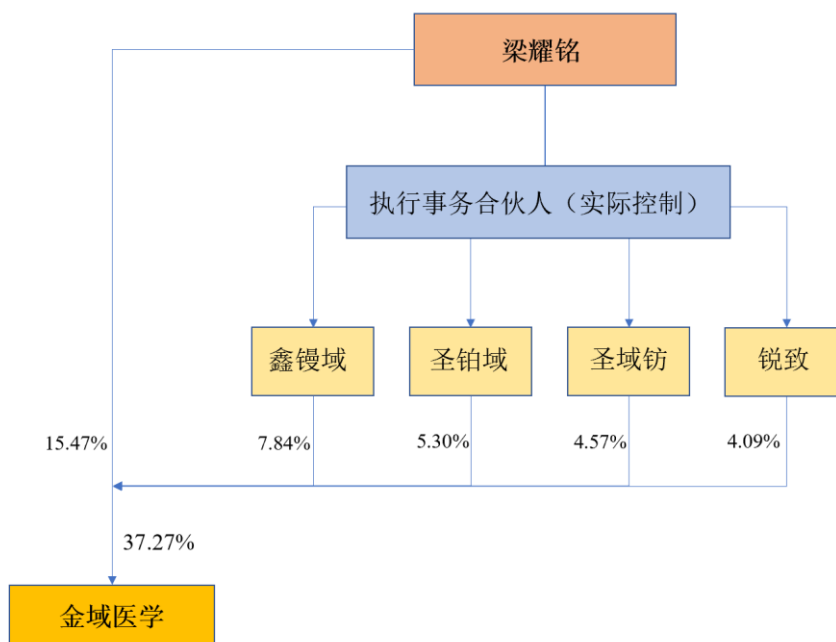 梁耀铭
执行事务合伙人（实际控制）
鑫镘域
圣铂域
圣域钫
锐致
15.47%
7.84%
5.30%
4.57%
4.09%
37.27%
金域医学